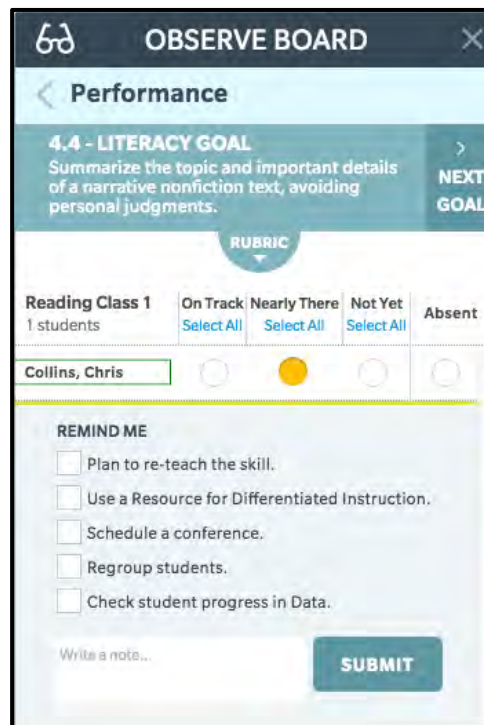 OBSERVE BOARD
Performance
4.4 - LITERACY GOAL
Summarize the topic and important details
of a narrative nonfiction text, avoiding
personal judgments.
NEXT
GOAL
RUBRIC
Reading Class 1
1 students
On Track Nearly There Not Yet Absent
Select All Select All Select All
Collins, Chris
REMIND ME
Plan to re-teach the skill.
Use a Resource for Differentiated Instruction.
Schedule a conference.
Regroup students.
Check student progress in Data.
Write a note...
SUBMIT